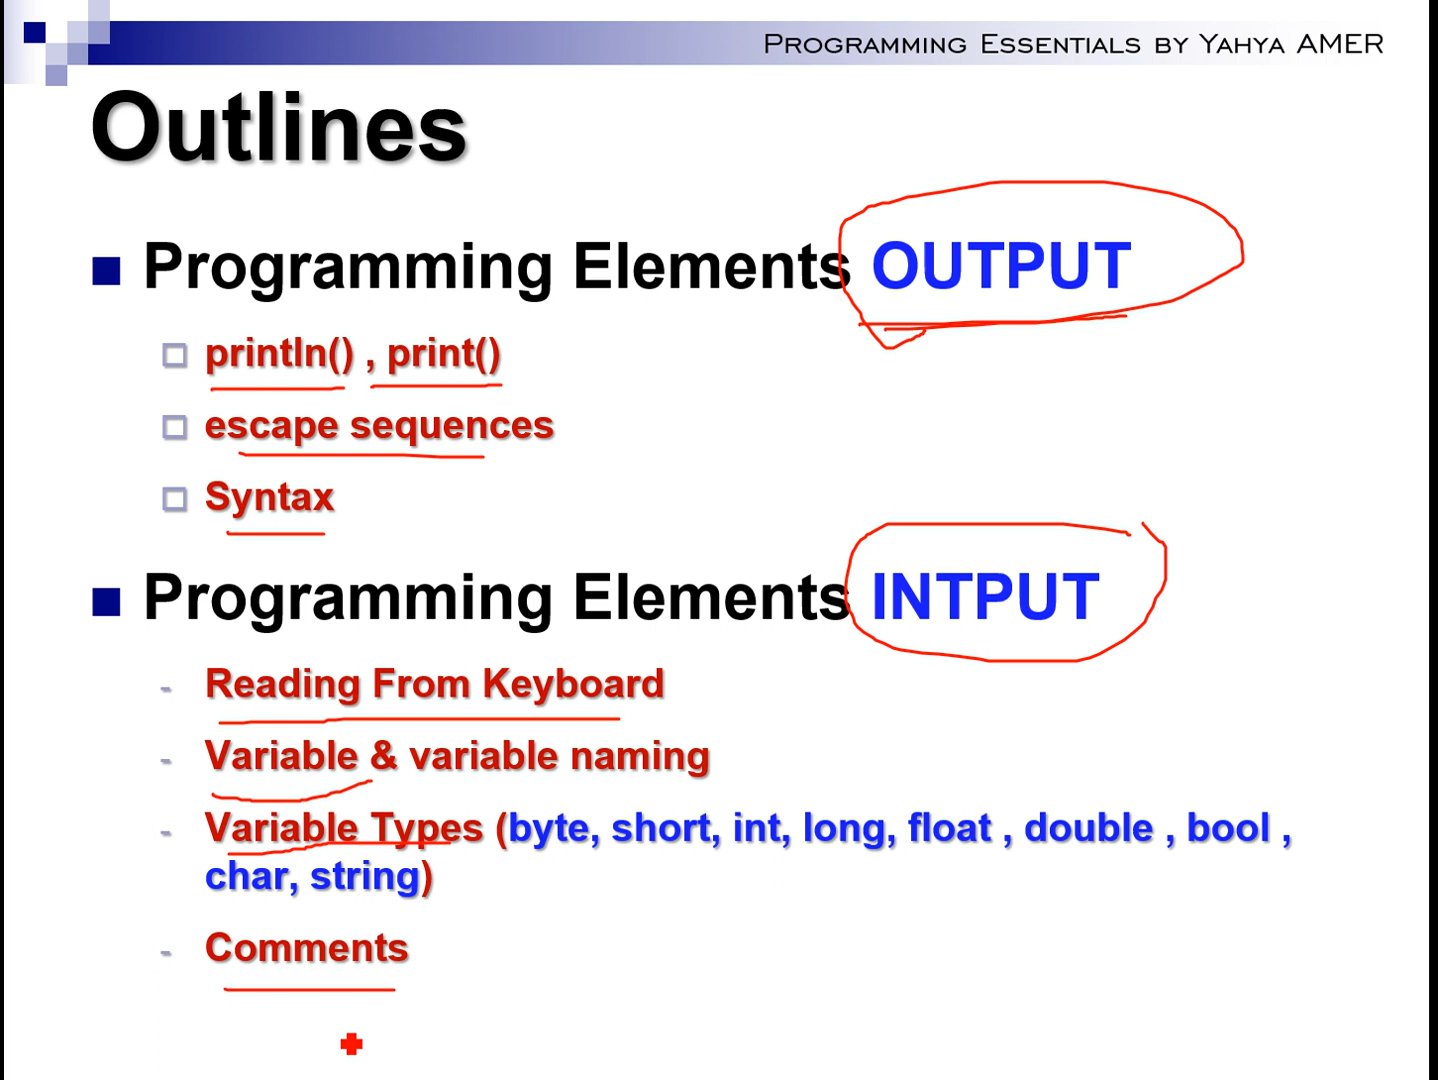 PROGRAMMING ESSENTIALS BY YAHYA AMER
Outlines
Programming Elements OUTPUT
println() , print()
escape sequences
Syntax
Programming Elements INTPUT
- Reading From Keyboard
- Variable & variable naming
- Variable Types (byte, short, int, long, float , double , bool ,
char, string)
- Comments